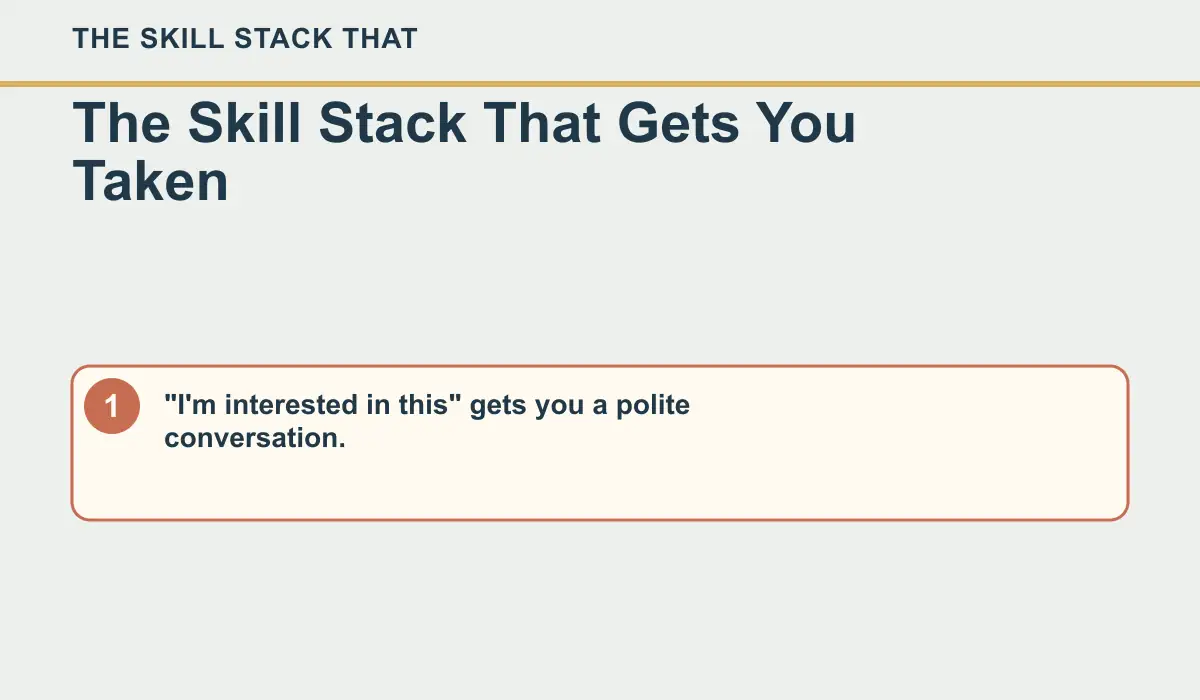 THE SKILL STACK THAT
The Skill Stack That Gets You
Taken
1
"I'm interested in this" gets you a polite
conversation.